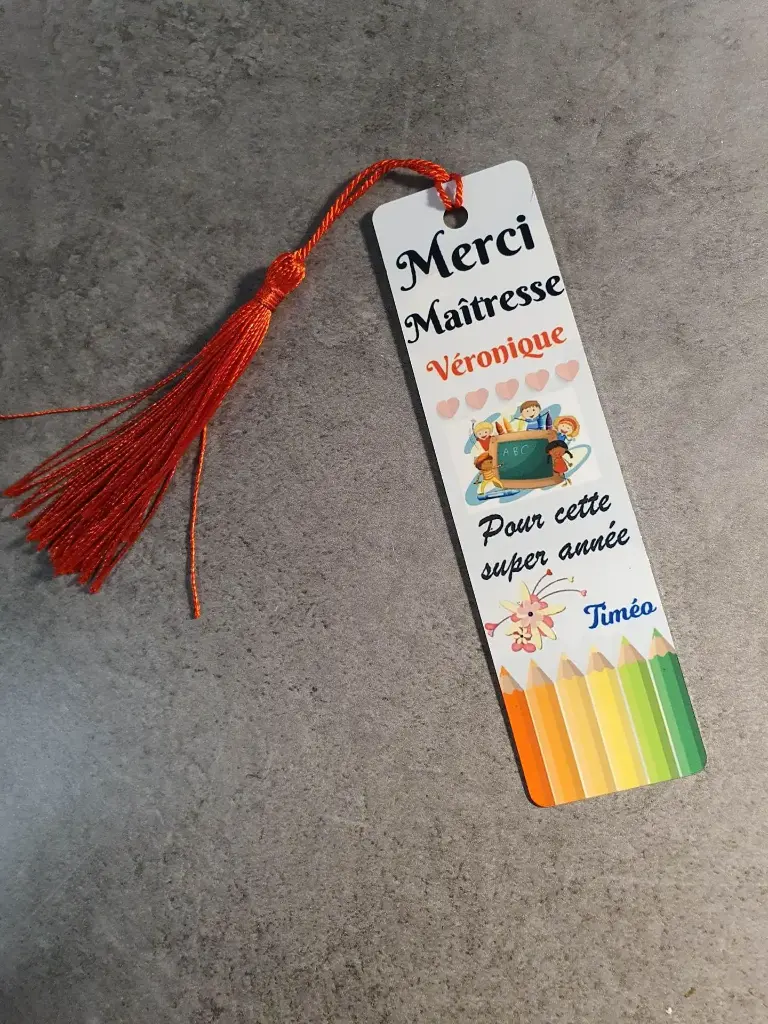 Merci
Maîtresse
Véronique
ABC
Pour cette
super année
Timéo